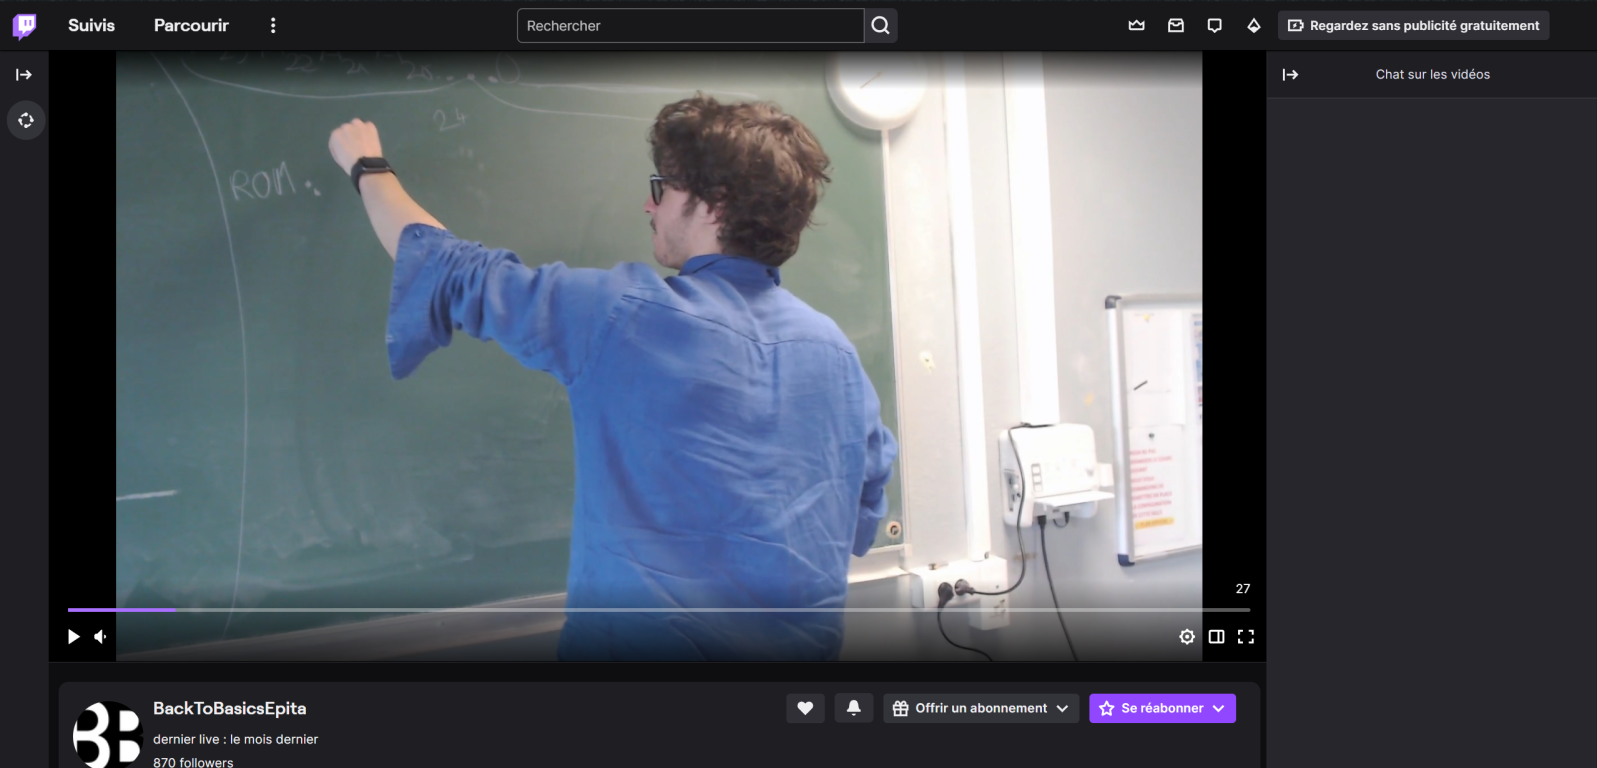 Suivis
Parcourir
Rechercher
Regardez sans publicité gratuitement
Chat sur les vidéos
24
ROM.
27
BackToBasicsEpita
Offrir un abonnement
Se réabonner
dernier live : le mois dernier
870 followers